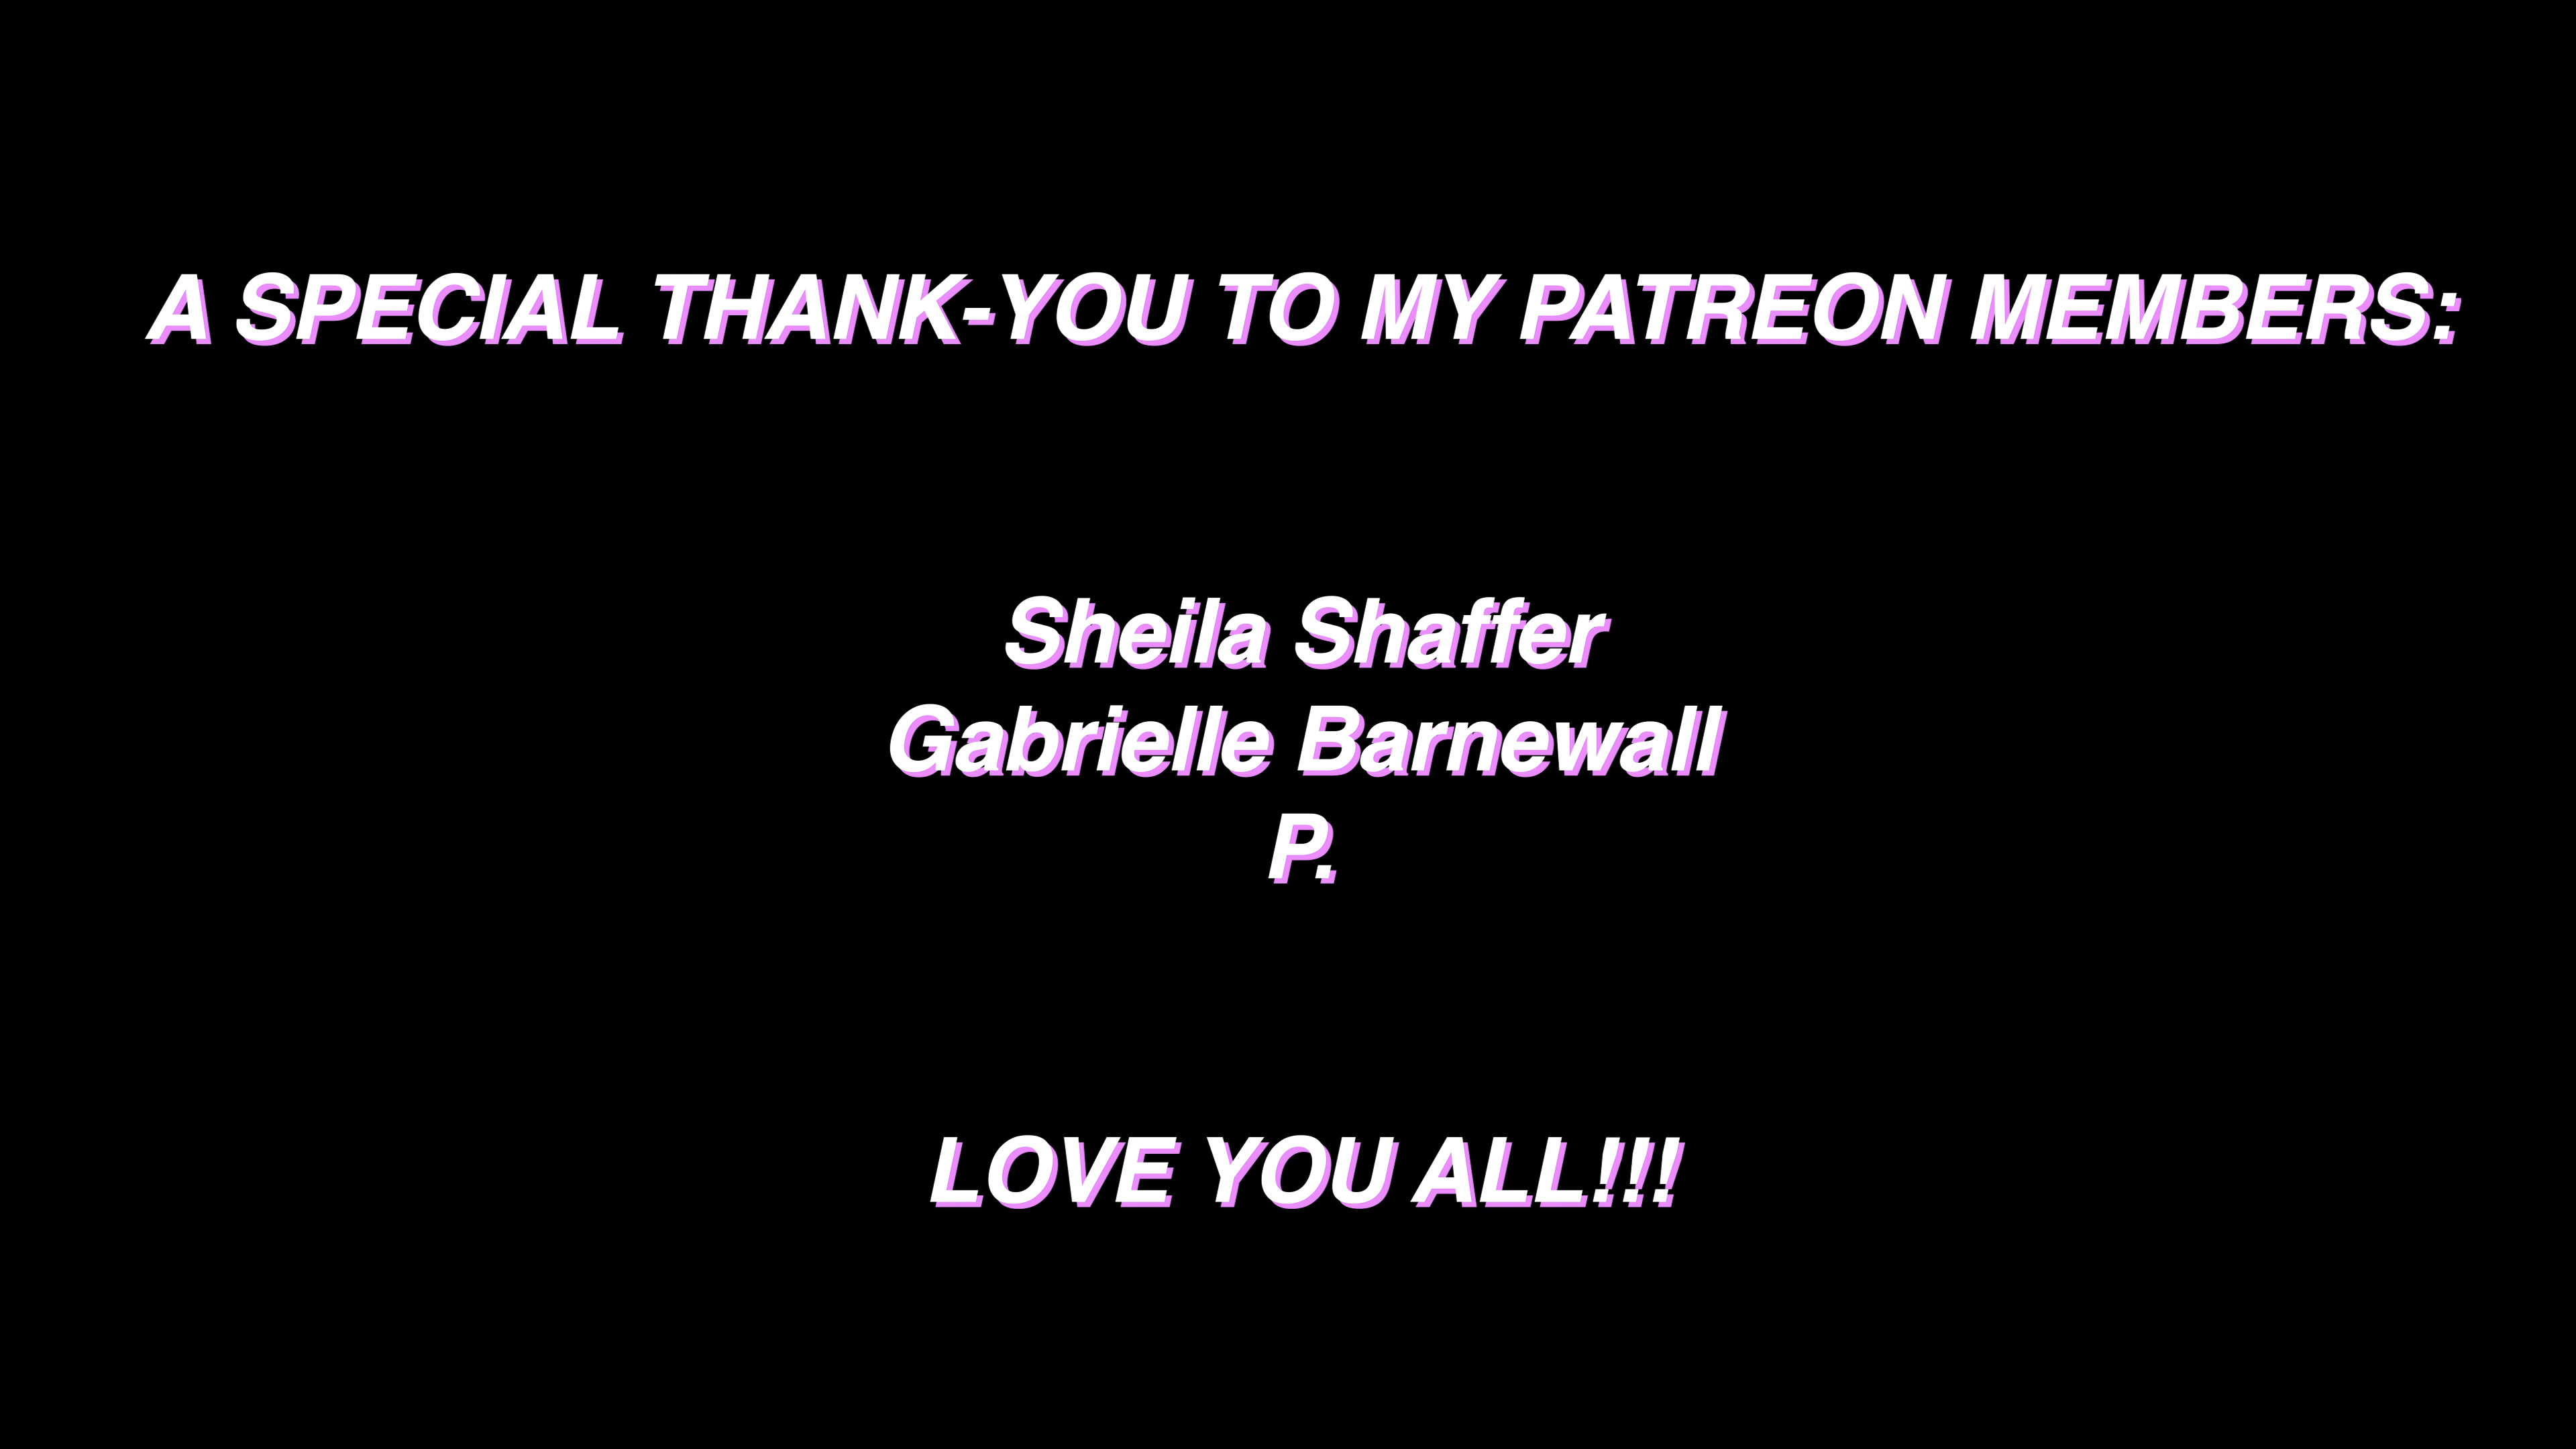 A SPECIAL THANK-YOU TO MY PATREON MEMBERS:
Sheila Shaffer
Gabrielle Barnewall
P.
LOVE YOU ALL!!!